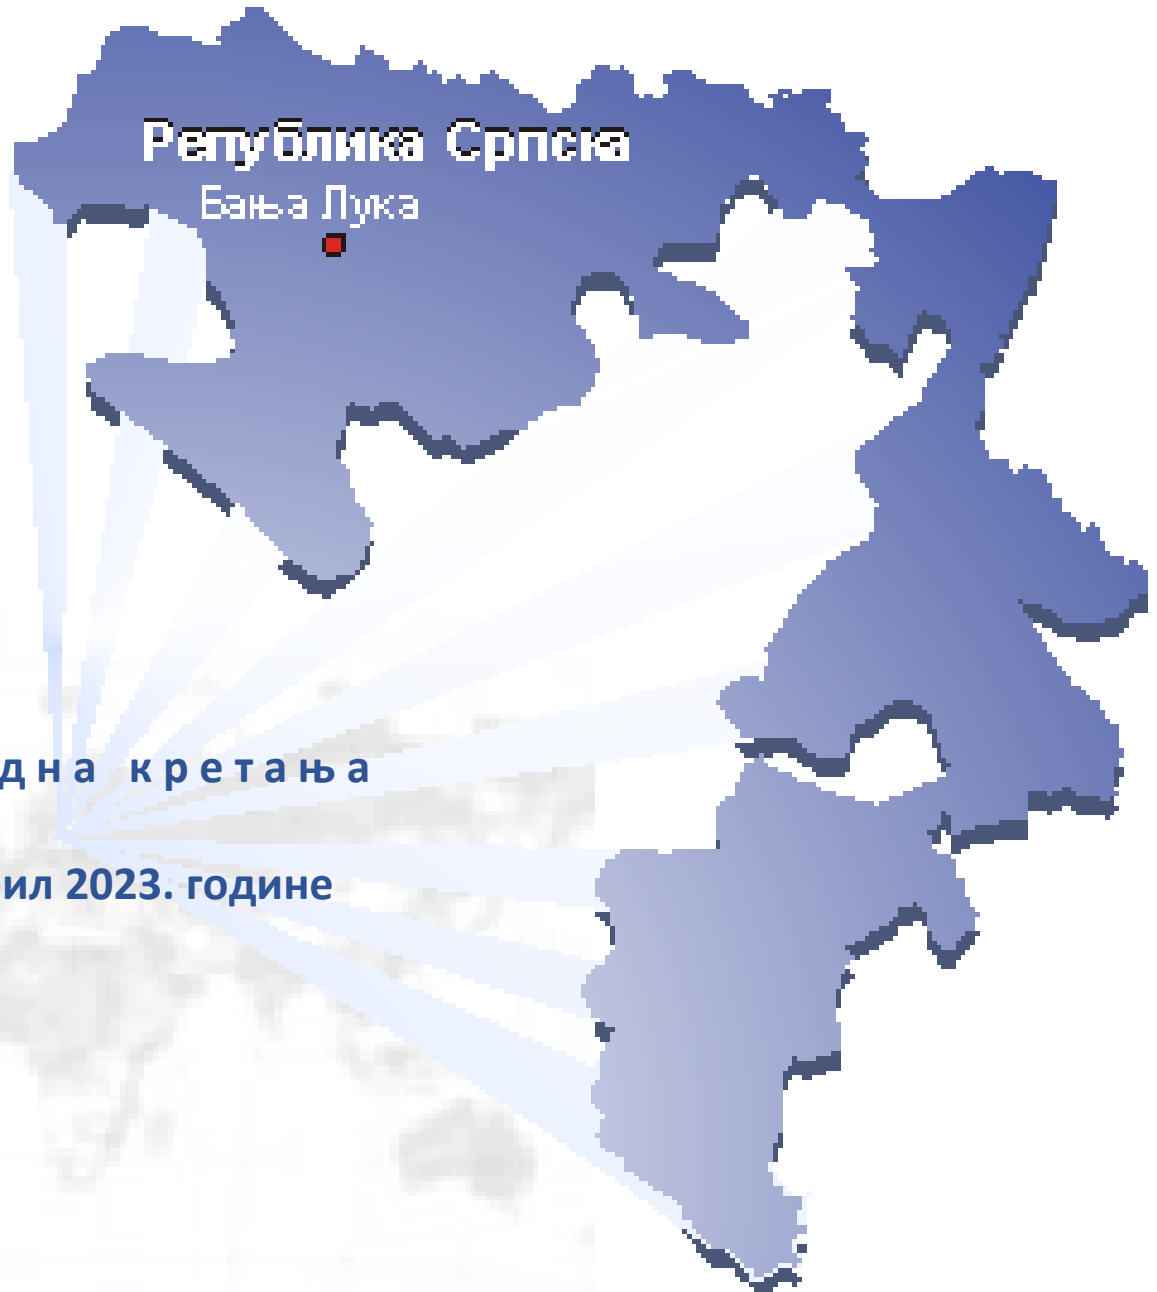 Република Српска
Бања Лука
дна кретања
ил 2023. године